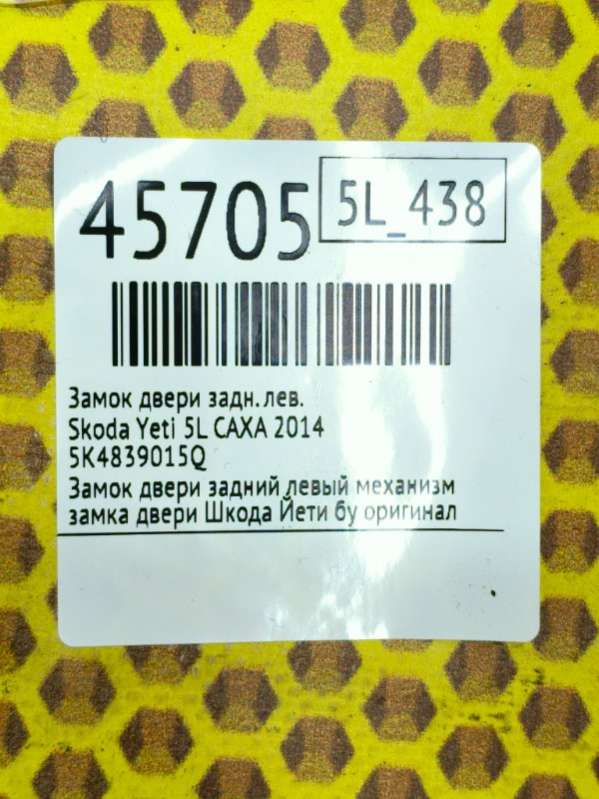 45705
5L_438
Замок двери задн.лев.
Skoda Yeti 5L CAXA 2014
5K4839015Q
Замок двери задний левый механизм
замка двери Шкода Йети бу оригинал